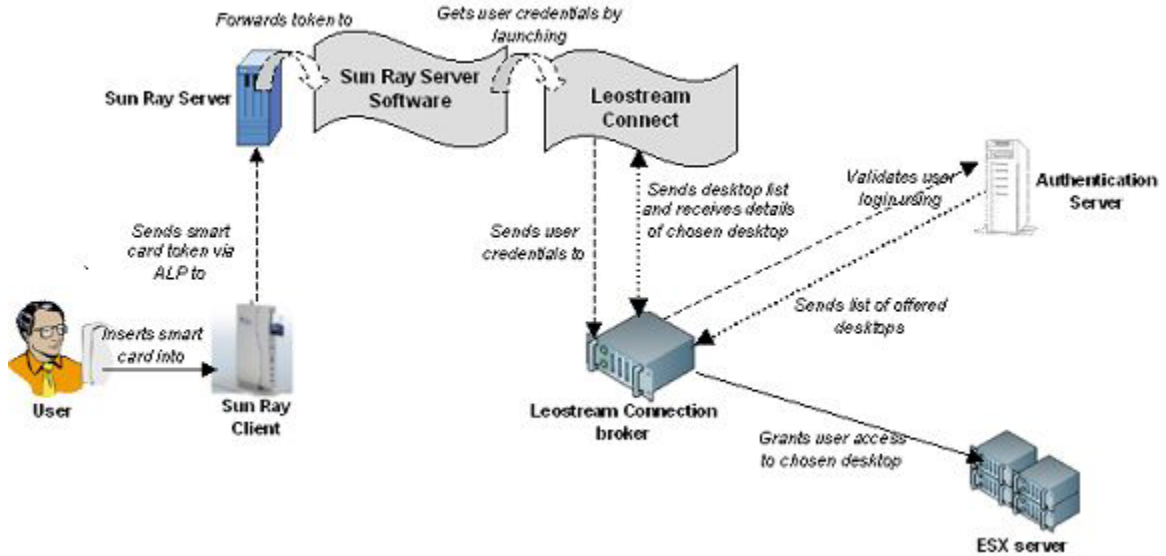 Forwards token to
Gets user credentials by
launching
Sun Ray Server
Sun Ray Server
Software
Leostream
Connect
Sends smart
card token via
ALP to
Sends user
credentials to
Sends desktop list
and receives details
of chosen desktop
Validates user
login using
Authentication
Server
Sends list of offered
desktops
Inserts smart
card into
User
Sun Ray
Client
Leostream Connection
broker
Grants user access
to chosen desktop
ESX server